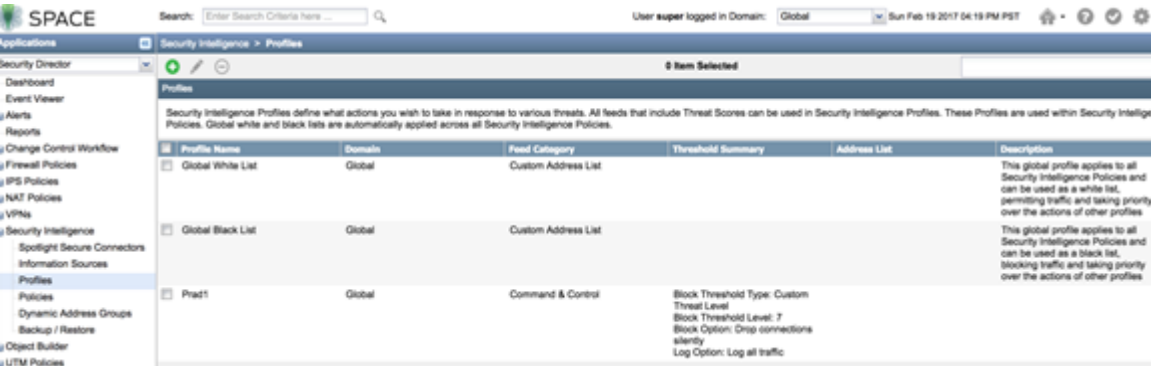 SPACE
Search: Enter Search Criteria here ...
User super logged in Domain: Global
Sun Feb 19 2017 04:19 PM PST
Applications
Security Intelligence > Profiles
Security Director
0 Item Selected
Dashboard
Event Viewer
Alerts
Reports
Change Control Workflow
Firewall Policies
IPS Policies
NAT Policies
VPNs
Security Intelligence
Spotlight Secure Connectors
Information Sources
Profiles
Policies
Dynamic Address Groups
Backup / Restore
Object Builder
UTM Policies
Profiles
Security Intelligence Profiles define what actions you wish to take in response to various threats. All feeds that include Threat Scores can be used in Security Intelligence Profiles. These Profiles are used within Security Intellige
Policies. Global white and black lists are automatically applied across all Security Intelligence Policies.
Profile Name Domain Feed Category Threshold Summary Address List Description
Global White List Global Custom Address List
This global profile applies to all
Security Intelligence Policies and
can be used as a white list,
permitting traffic and taking priority
over the actions of other profiles
Global Black List Global Custom Address List
This global profile applies to all
Security Intelligence Policies and
can be used as a black list,
blocking traffic and taking priority
over the actions of other profiles
Prad1 Global Command & Control
Block Threshold Type: Custom
Threat Level
Block Threshold Level: 7
Block Option: Drop connections
silently
Log Option: Log all traffic